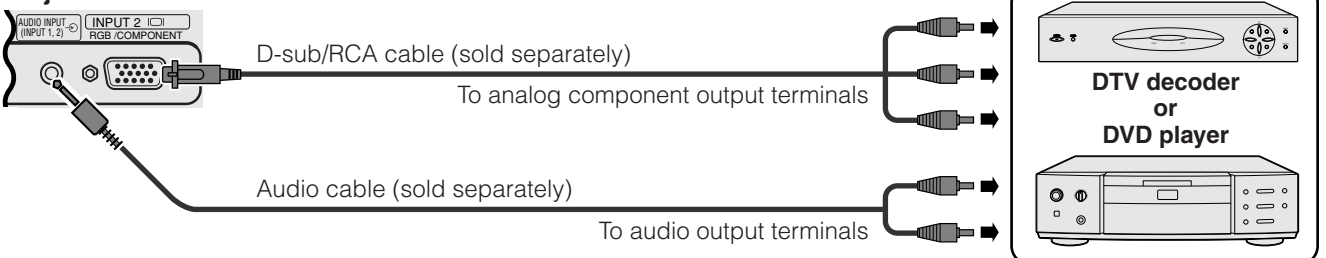 AUDIO INPUT
(INPUT 1, 2)
INPUT 2
RGB /COMPONENT
D-sub/RCA cable (sold separately)
To analog component output terminals
Audio cable (sold separately)
To audio output terminals
DTV decoder
or
DVD player